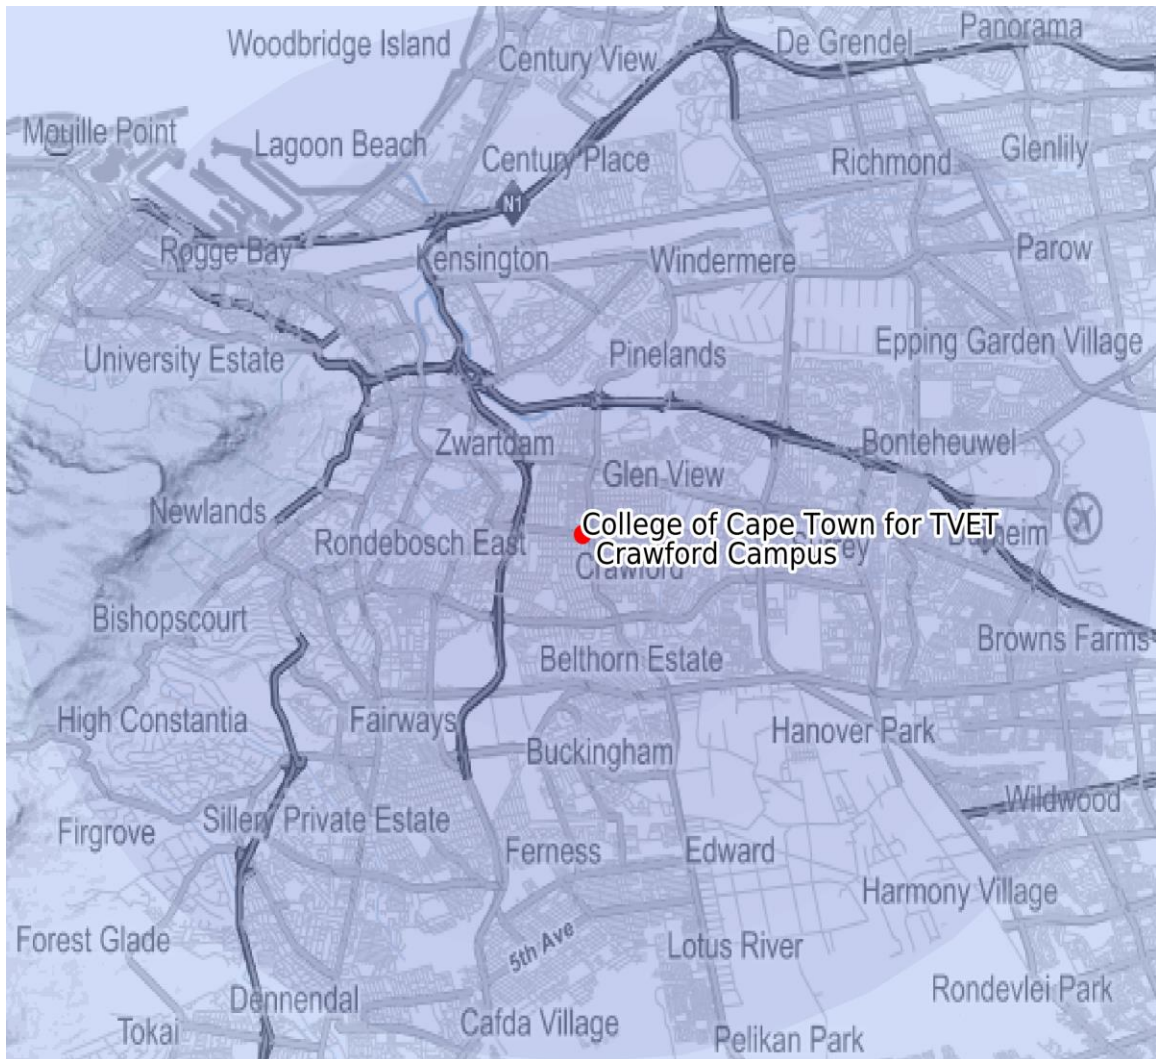 Panorama
De Grendel
Woodbridge Island
Century View
Mouille Point
Lagoon Beach
Century Place
Richmond
Glenlily
N1
Rogge Bay
Kensington
Windermere
Parow
University Estate
Pinelands
Epping Garden Village
Zwartdam
Bonteheuwel
Glen View
Newlands
College of Cape Town for TVET
Rondebosch East
Crawford Campus
Crawford
Bishopscourt
Browns Farms
Belthorn Estate
High Constantia
Fairways
Hanover Park
Buckingham
Wildwood
Sillery Private Estate
Firgrove
Ferness
Edward
Harmony Village
Forest Glade
5th Ave
Lotus River
Rondevlei Park
Dennendal
Tokai
Cafda Village
Pelikan Park